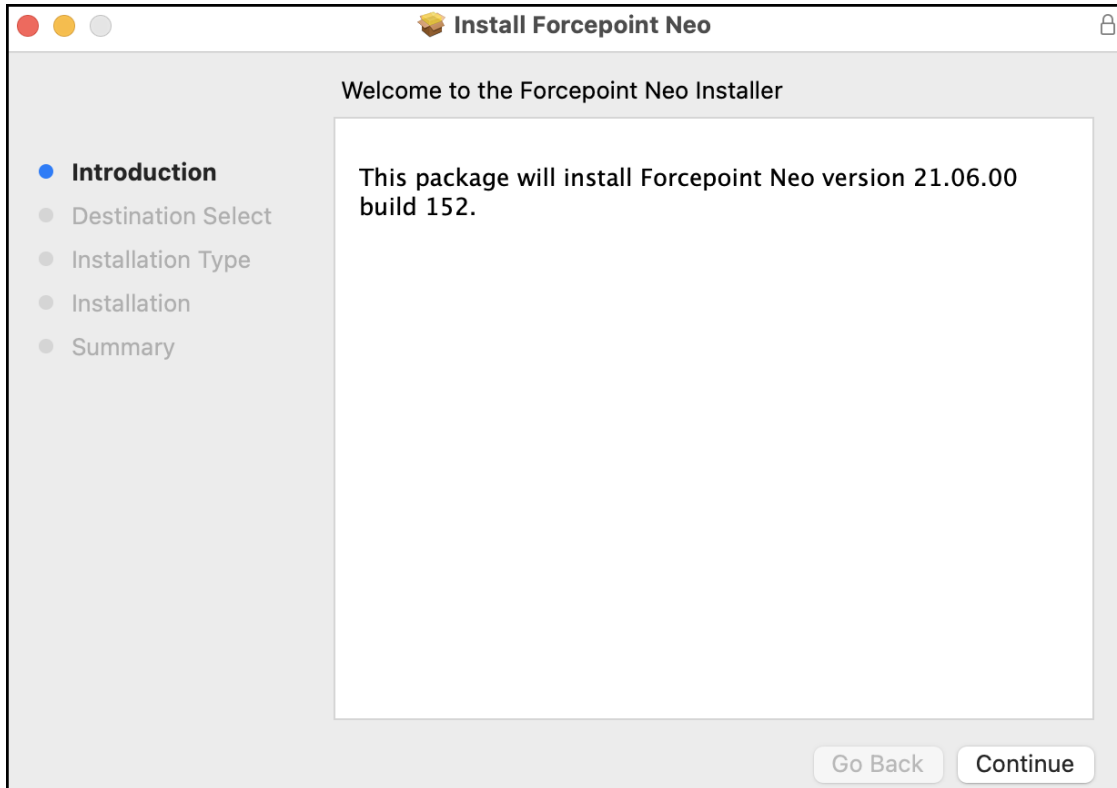 Install Forcepoint Neo
Welcome to the Forcepoint Neo Installer
Introduction
Destination Select
Installation Type
Installation
Summary
This package will install Forcepoint Neo version 21.06.00
build 152.
Go Back
Continue